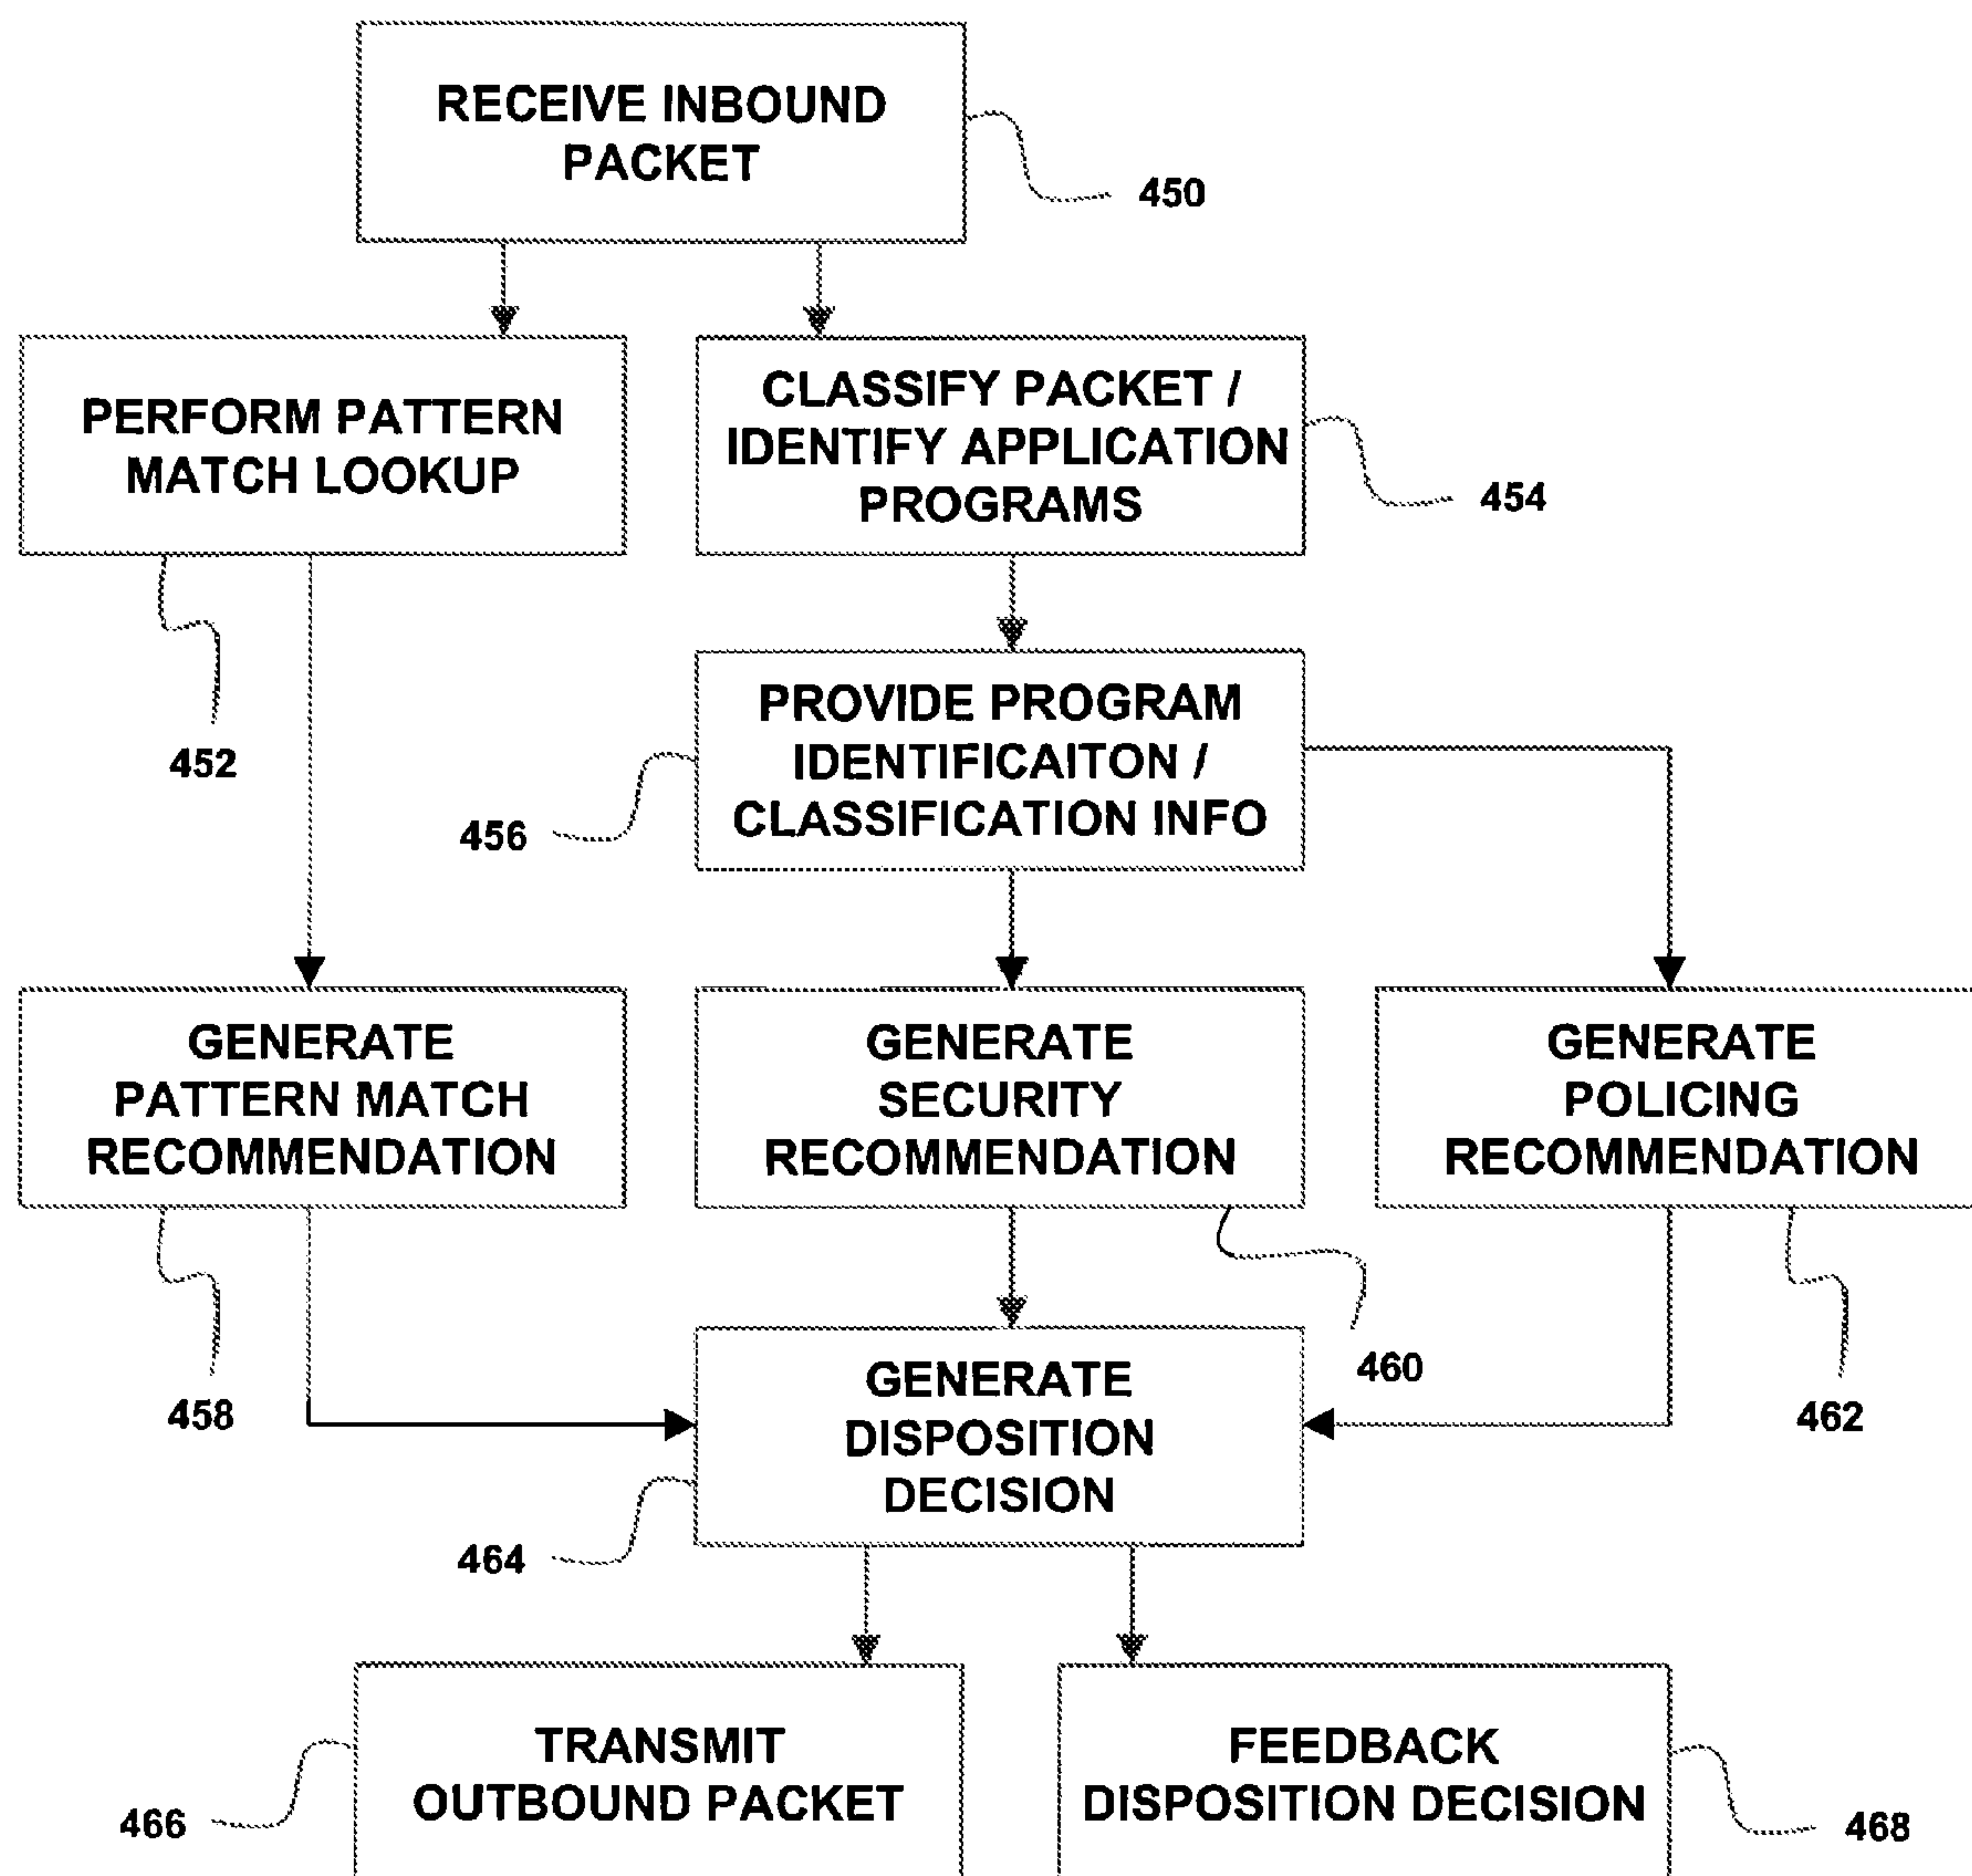 RECEIVE INBOUND
PACKET
450
PERFORM PATTERN
MATCH LOOKUP
452
CLASSIFY PACKET /
IDENTIFY APPLICATION
PROGRAMS
454
PROVIDE PROGRAM
IDENTIFICAITON /
CLASSIFICATION INFO
456
GENERATE
PATTERN MATCH
RECOMMENDATION
458
GENERATE
SECURITY
RECOMMENDATION
460
GENERATE
POLICING
RECOMMENDATION
462
GENERATE
DISPOSITION
DECISION
464
TRANSMIT
OUTBOUND PACKET
466
FEEDBACK
DISPOSITION DECISION
468